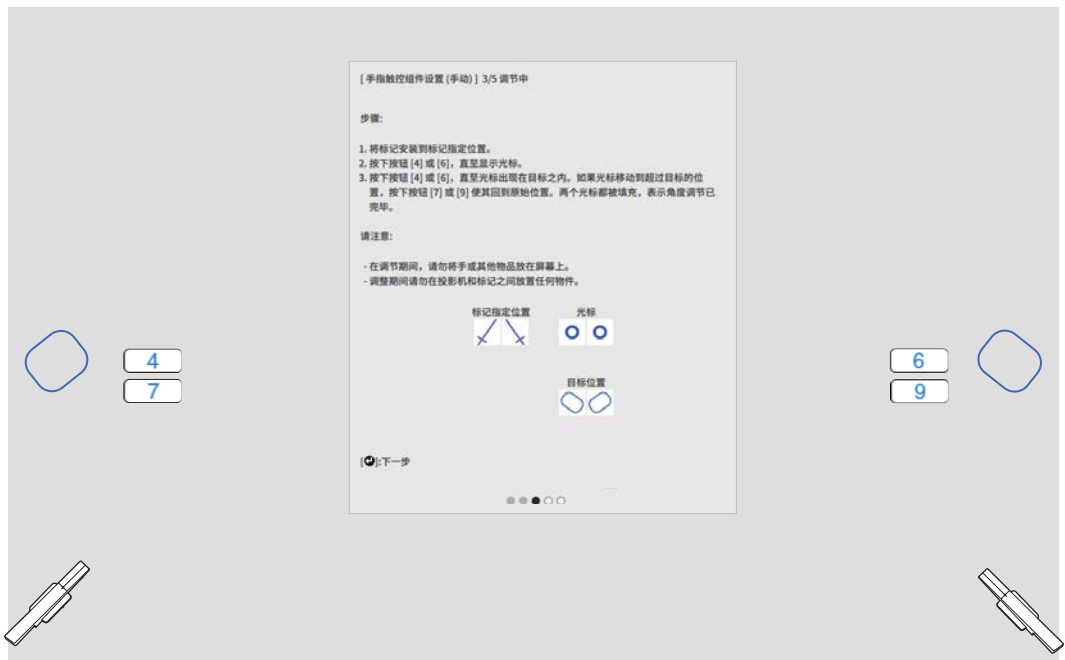 [ 手指触控组件设置 (手动) ] 3/5 调节中
步骤:
1. 将标记安装到标记指定位置。
2. 按下按钮 [4] 或 [6]，直至显示光标。
3. 按下按钮 [4] 或 [6]，直至光标出现在目标之内。如果光标移动到超过目标的位
置，按下按钮 [7] 或 [9] 使其回到原始位置。两个光标都被填充，表示角度调节已
完毕。
请注意:
- 在调节期间，请勿将手或其他物品放在屏幕上。
- 调整期间请勿在投影机和标记之间放置任何物件。
标记指定位置 光标
4 6
7 9
目标位置
[ ]:下一步